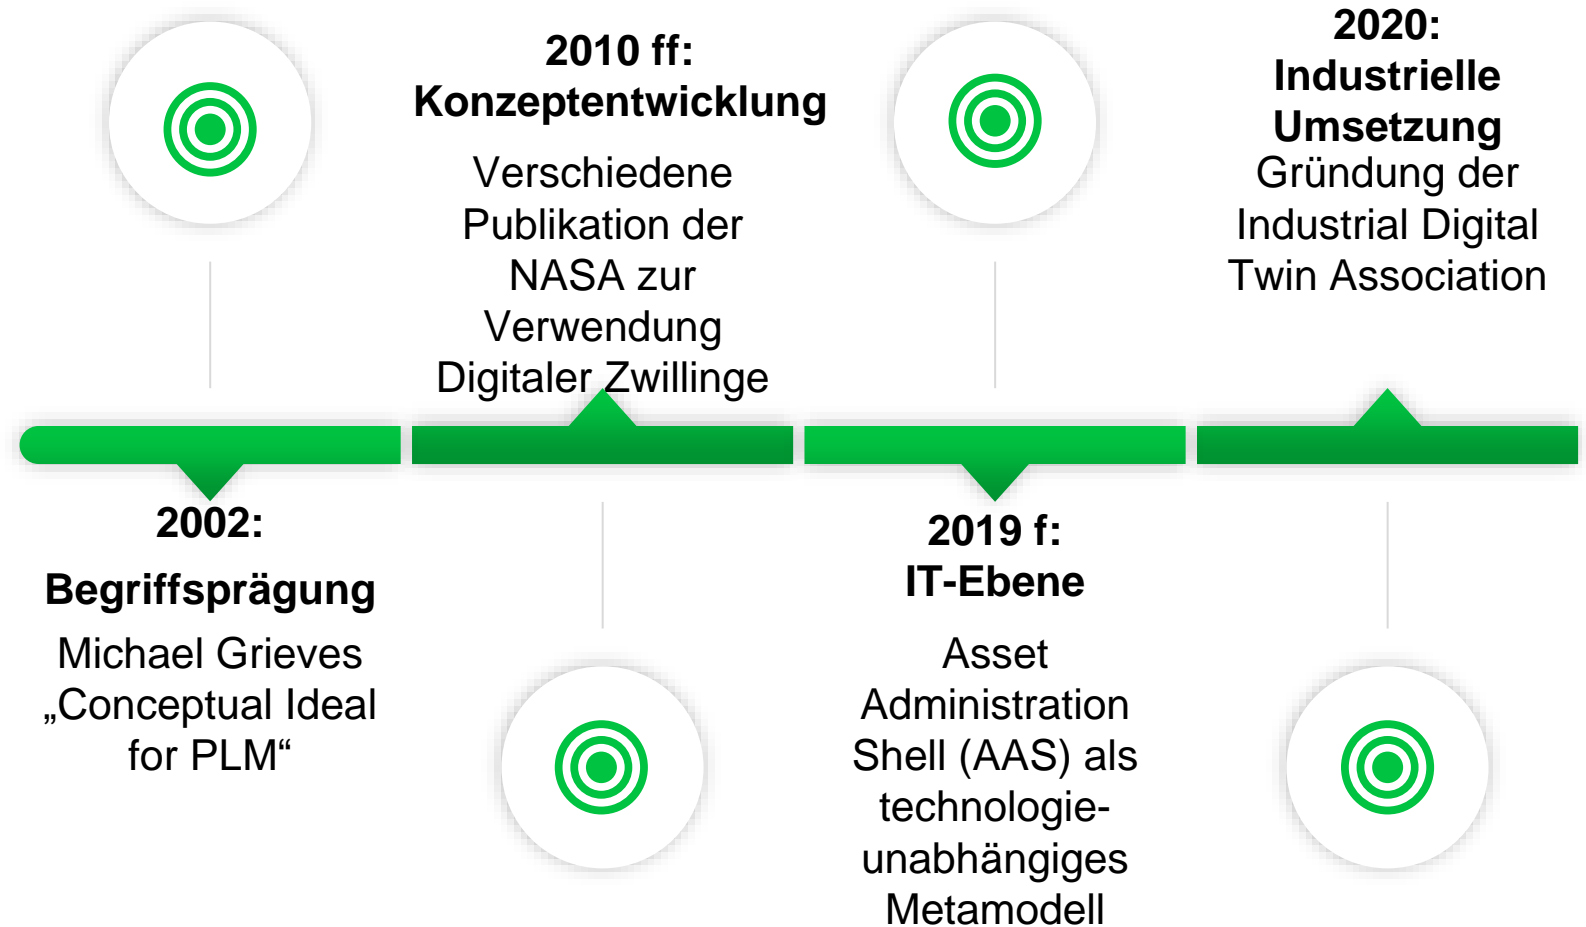 2002:
Begriffsprägung
Michael Grieves
„Conceptual Ideal
for PLM“
2010 ff:
Konzeptentwicklung
Verschiedene
Publikation der
NASA zur
Verwendung
Digitaler Zwillinge
2019 f:
IT-Ebene
Asset
Administration
Shell (AAS) als
technologie-
unabhängiges
Metamodell
2020:
Industrielle
Umsetzung
Gründung der
Industrial Digital
Twin Association